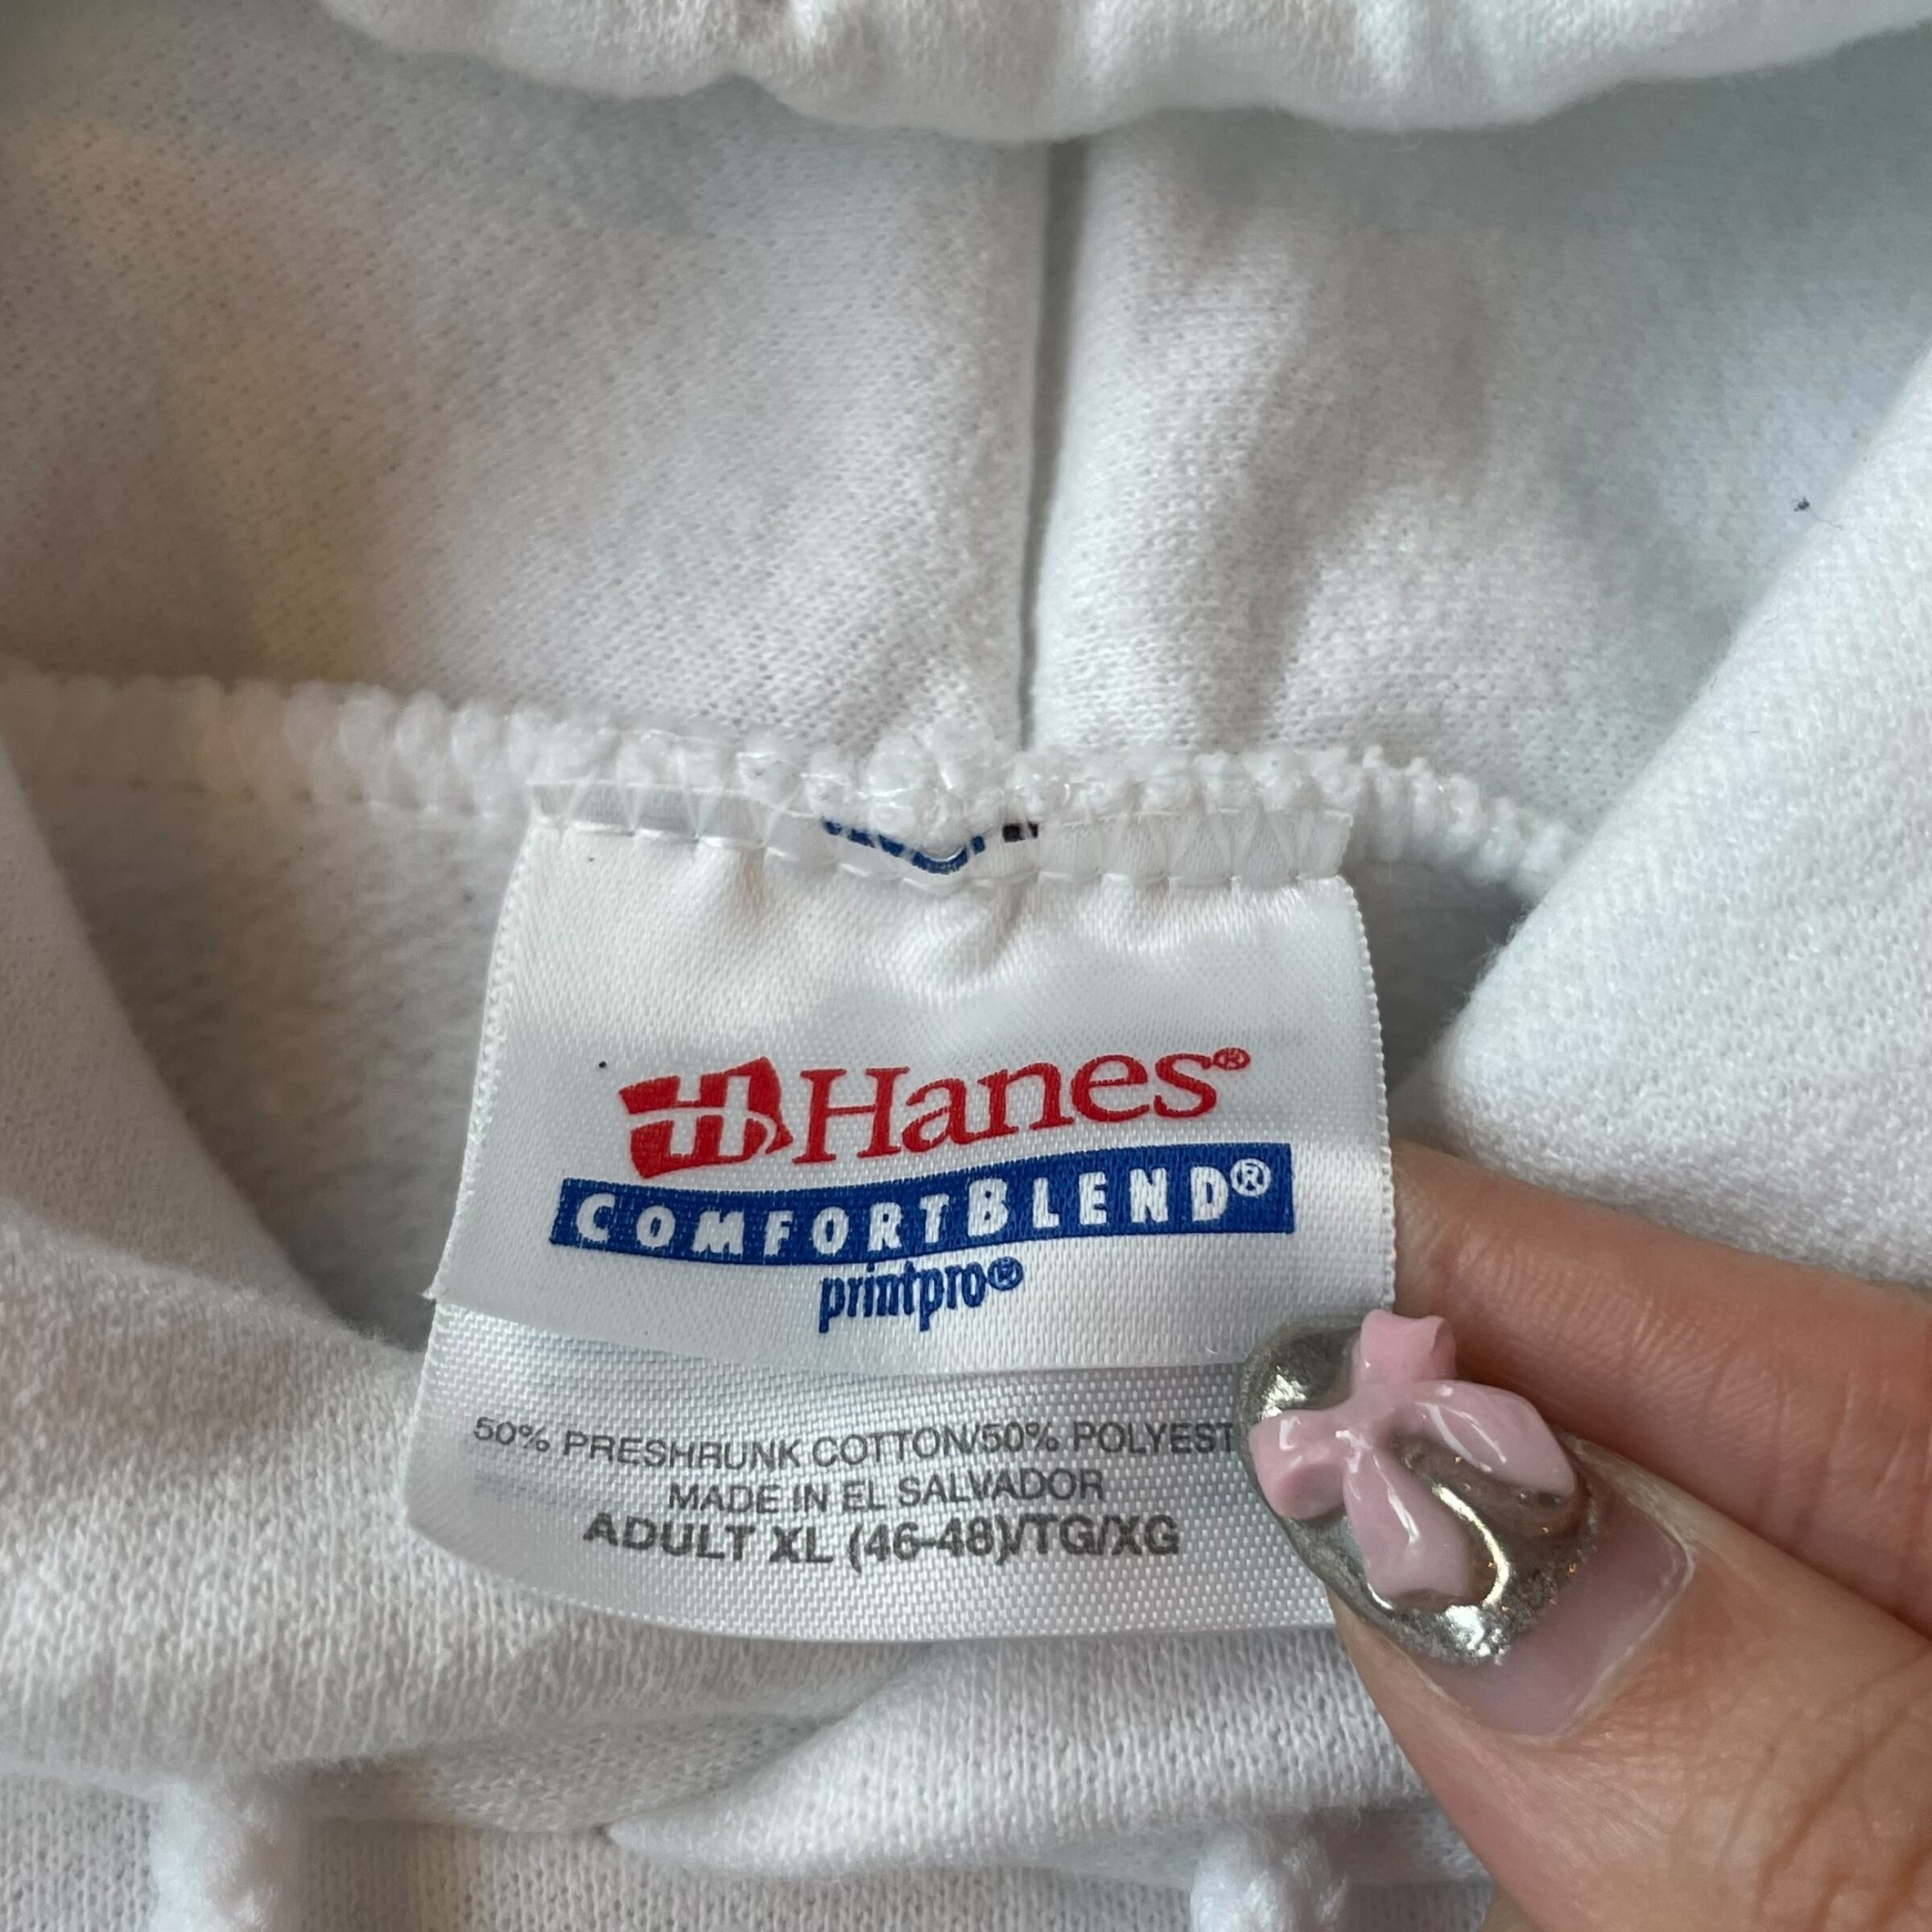 Hanes®
COMFORTBLEND®
printpro®
50% PRESHRUNK COTTON/50% POLYEST
MADE IN EL SALVADOR
ADULT XL (46-48)/TG/XG